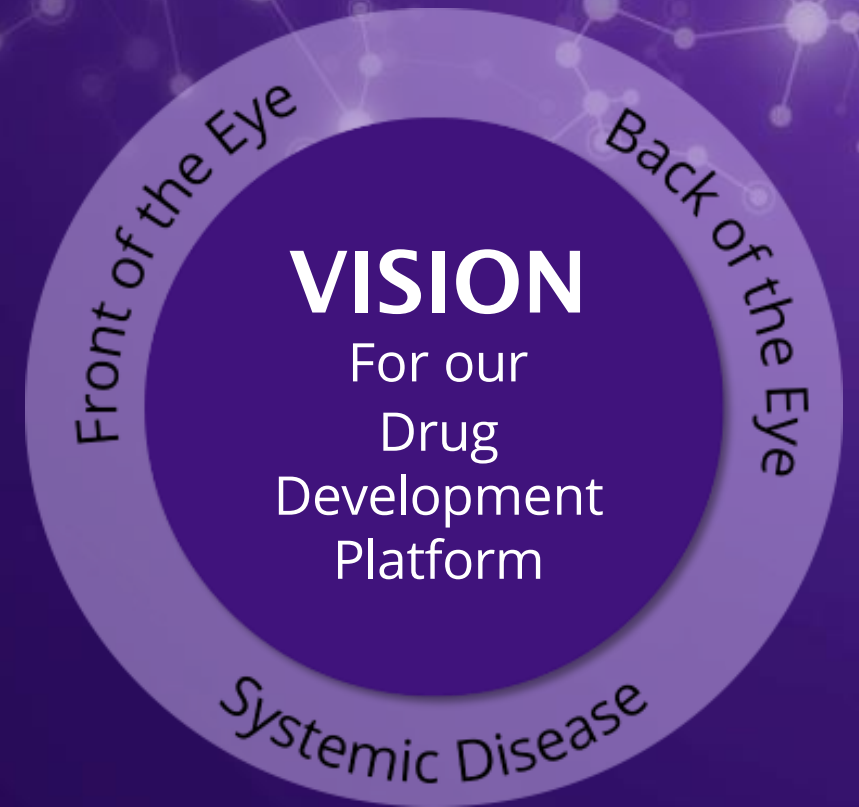 Front of the Eye
Back of the Eye
VISION
For our
Drug
Development
Platform
Systemic Disease